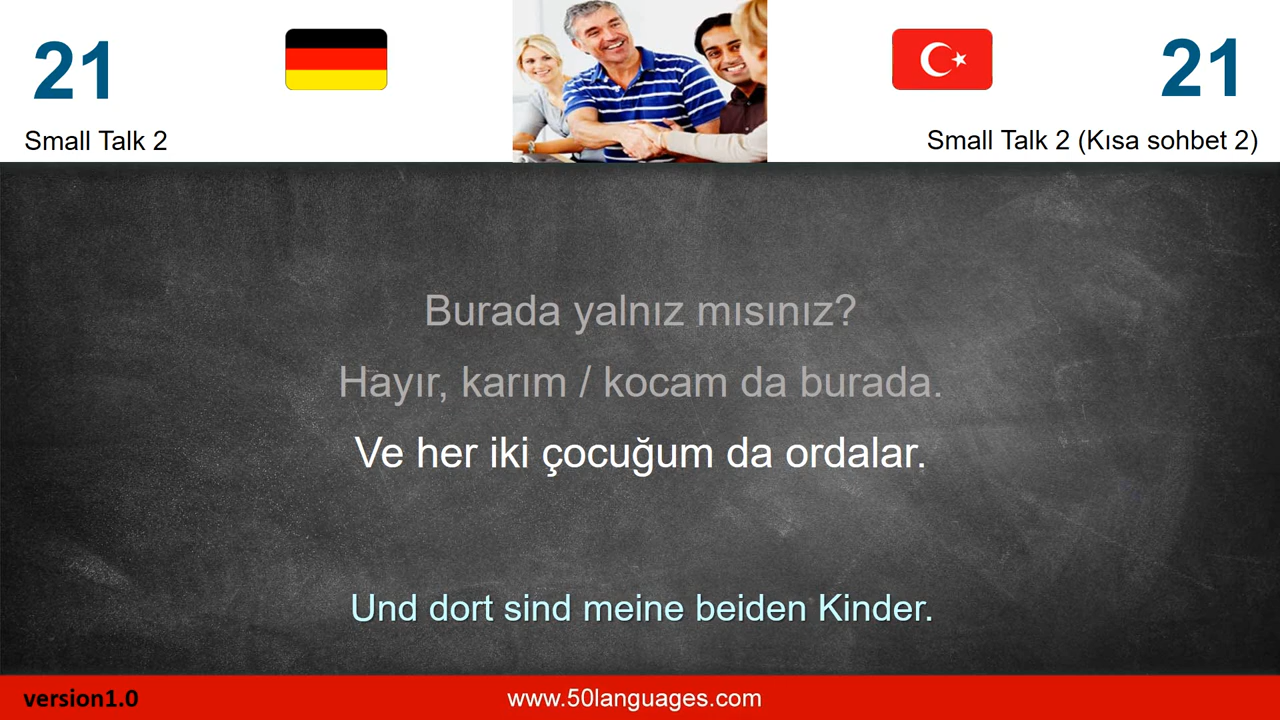 21
21
Small Talk 2
Small Talk 2 (Kısa sohbet 2)
Burada yalnız mısınız?
Hayır, karım / kocam da burada.
Ve her iki çocuğum da ordalar.
Und dort sind meine beiden Kinder.
version1.0
www.50languages.com